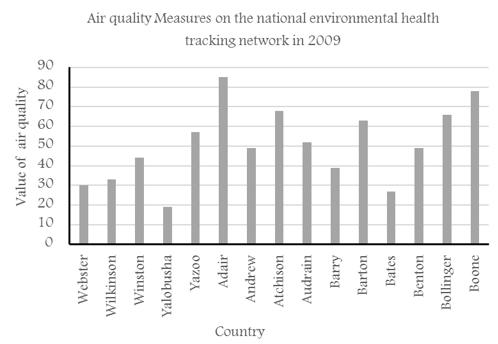 Air quality Measures on the national environmental health
tracking network in 2009
Value of air quality
90
80
70
60
50
40
30
20
10
0
Webster
Wilkinson
Winston
Yalobusha
Yazoo
Adair
Andrew
Atchison
Audrain
Barry
Barton
Bates
Benton
Bollinger
Boone
Country